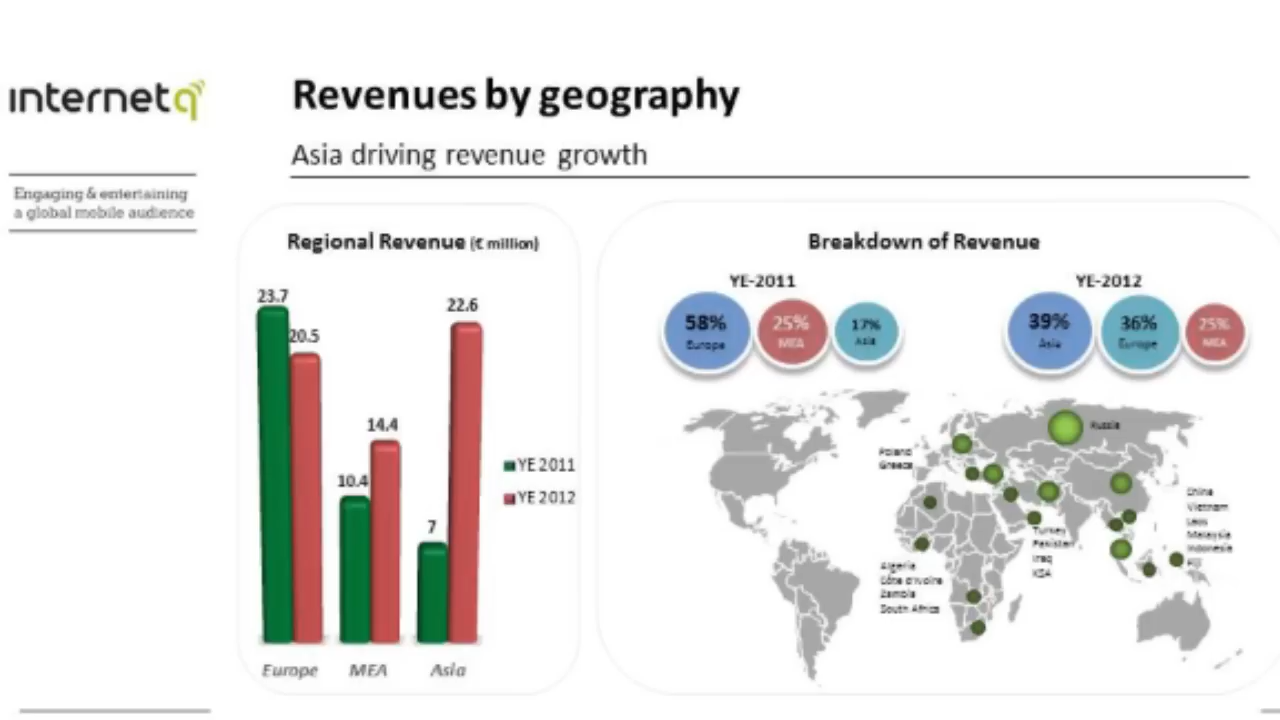 internetq
Engaging & entertaining
a global mobile audience
Revenues by geography
Asia driving revenue growth
Regional Revenue (€ million)
23.7
20.5
10.4
14.4
7
22.6
YE 2011
YE 2012
Europe MEA Asia
Breakdown of Revenue
YE-2011
58%
Europe
25%
MEA
17%
Asia
YE-2012
39%
Asia
36%
Europe
25%
MEA
Russia
Poland
Greece
Turkey
Pakistan
Iraq
KSA
Algeria
Côte d'Ivoire
Zambia
South Africa
China
Vietnam
Laos
Malaysia
Indonesia
Fiji